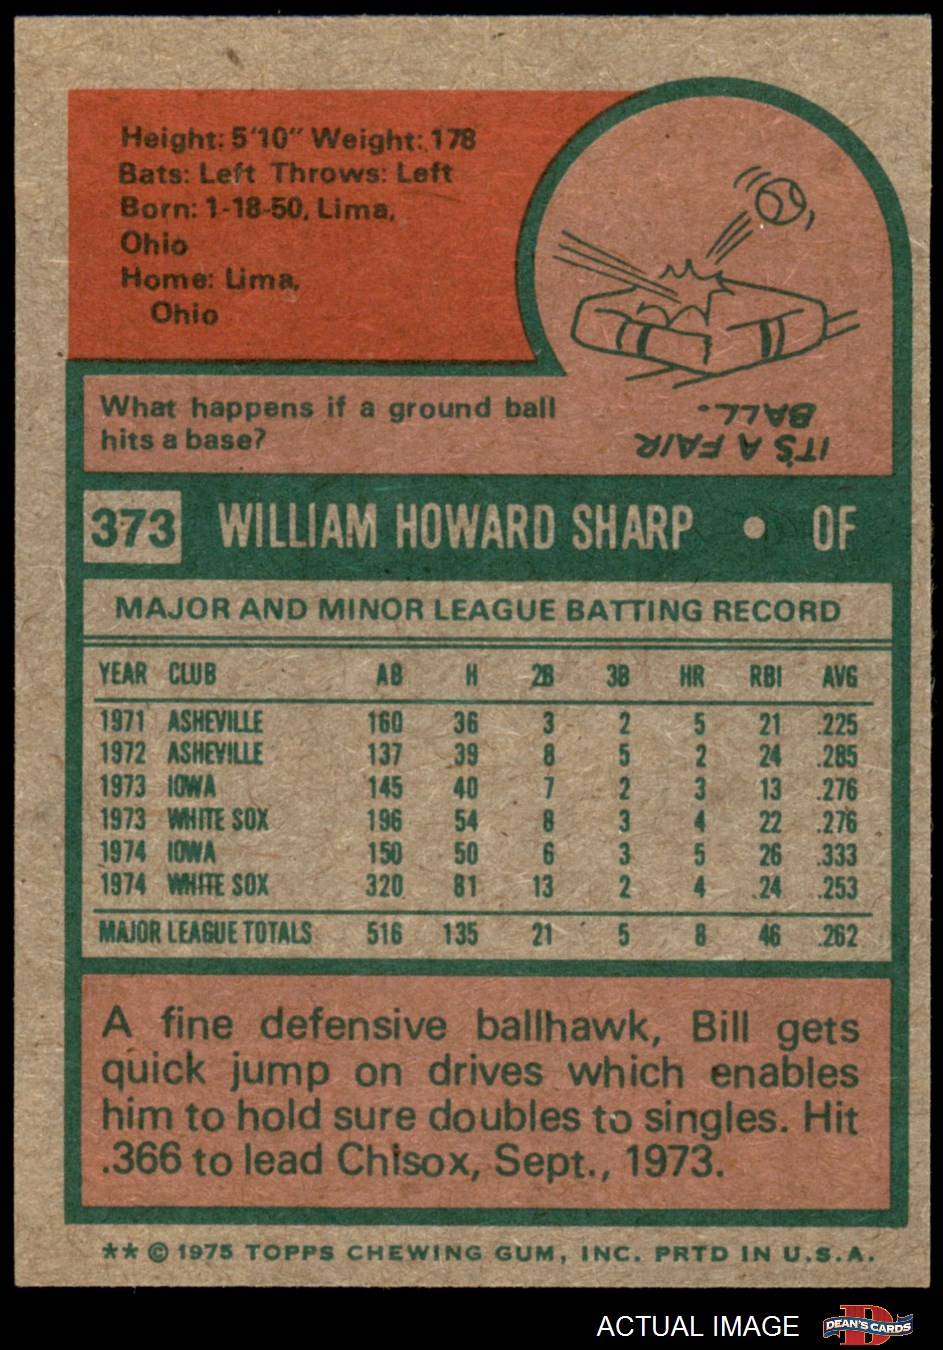 Height: 5'10" Weight: 178
Bats: Left Throws: Left
Born: 1-18-50, Lima,
Ohio
Home: Lima,
Ohio
What happens if a ground ball
hits a base?
IT'S A FAIR
BALL.
373 WILLIAM HOWARD SHARP • OF
MAJOR AND MINOR LEAGUE BATTING RECORD
YEAR CLUB AB H 2B 3B HR RBI AVG
1971 ASHEVILLE 160 36 3 2 5 21 .225
1972 ASHEVILLE 137 39 8 5 2 24 .285
1973 IOWA 145 40 7 2 3 13 .276
1973 WHITE SOX 196 54 8 3 4 22 .276
1974 IOWA 150 50 6 3 5 26 .333
1974 WHITE SOX 320 81 13 2 4 24 .253
MAJOR LEAGUE TOTALS 516 135 21 5 8 46 .262
A fine defensive ballhawk, Bill gets
quick jump on drives which enables
him to hold sure doubles to singles. Hit
.366 to lead Chisox, Sept., 1973.
** © 1975 TOPPS CHEWING GUM, INC. PRTD IN U.S.A.
ACTUAL IMAGE
D
DEAN'S CARDS